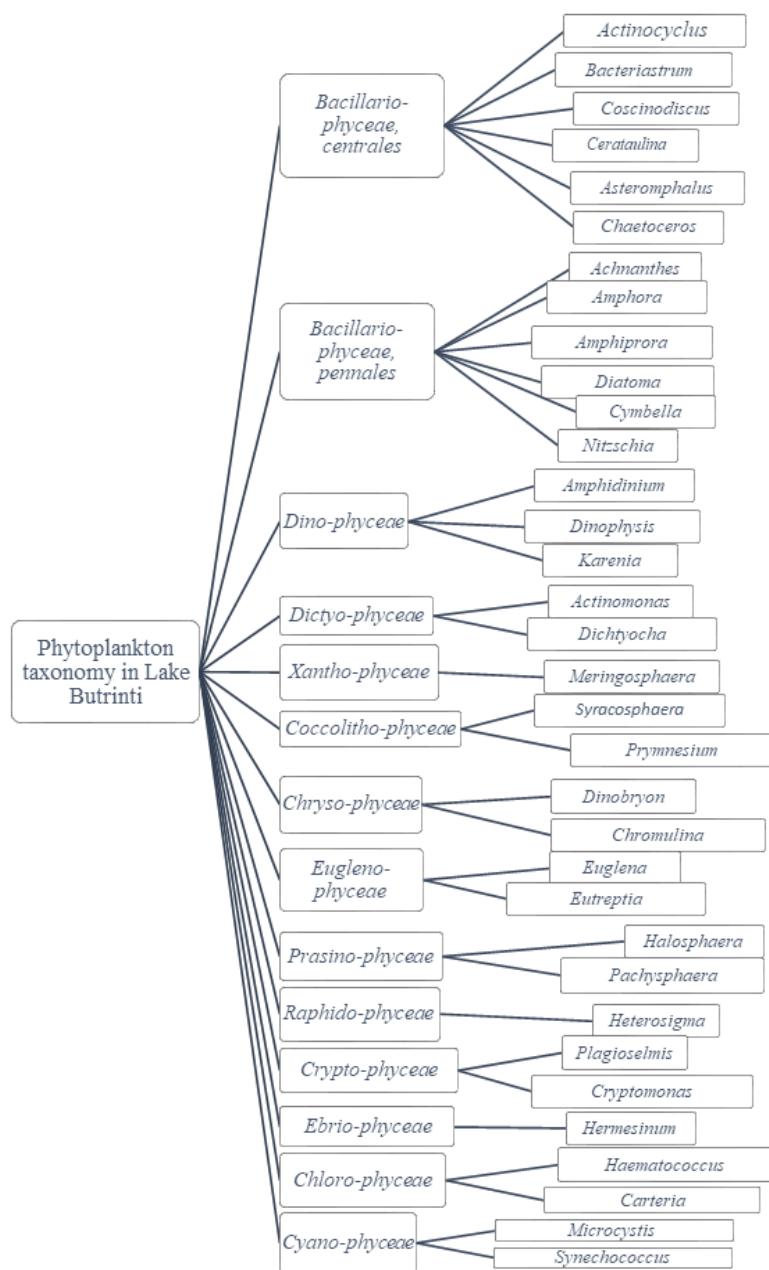 Phytoplankton
taxonomy in Lake
Butrinti
Bacillario-
phyceae,
centrales
Actinocyclus
Bacteriastrum
Coscinodiscus
Cerataulina
Asteromphalus
Chaetoceros
Bacillario-
phyceae,
pennales
Achnanthes
Amphora
Amphiprora
Diatoma
Cymbella
Nitzschia
Dino-phyceae
Amphidinium
Dinophysis
Karenia
Dictyo-phyceae
Actinomonas
Dichtyocha
Xantho-phyceae
Meringosphaera
Coccolitho-phyceae
Syracosphaera
Prymnesium
Chryso-phyceae
Dinobryon
Chromulina
Eugleno-
phyceae
Euglena
Eutreptia
Prasino-phyceae
Halosphaera
Pachysphaera
Raphido-phyceae
Heterosigma
Crypto-phyceae
Plagioselmis
Cryptomonas
Ebrio-phyceae
Hermesinum
Chloro-phyceae
Haematococcus
Carteria
Cyano-phyceae
Microcystis
Synechococcus